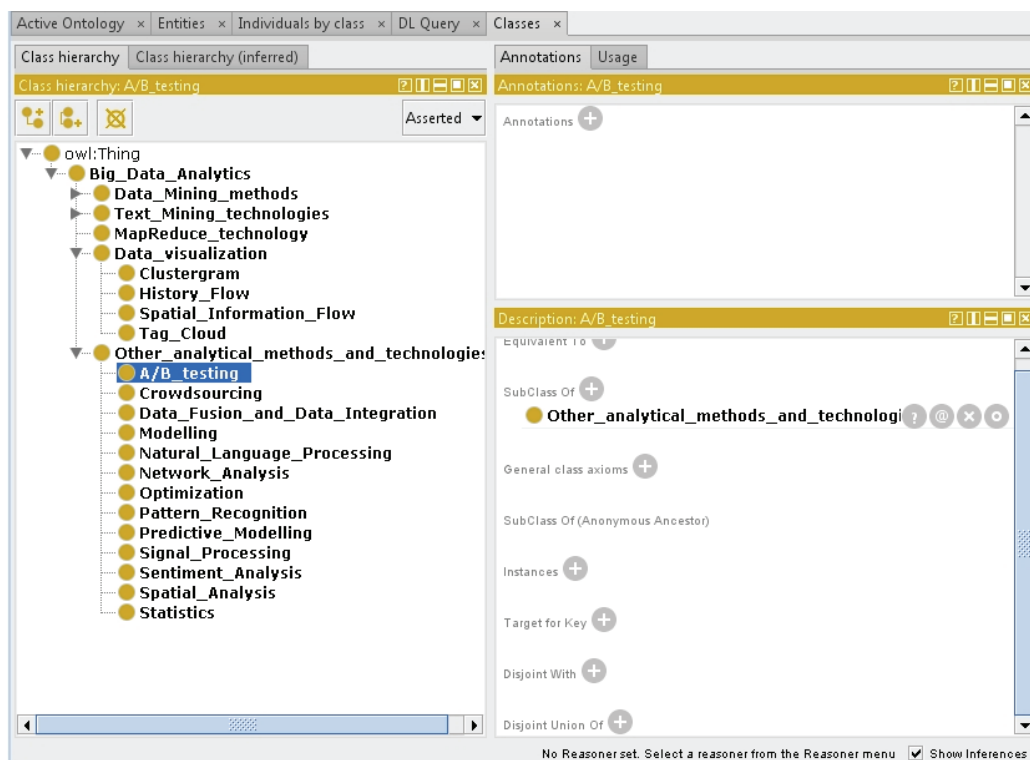 Active Ontology × Entities × Individuals by class × DL Query × Classes ×
Class hierarchy Class hierarchy (inferred)
Class hierarchy: A/B_testing
Asserted
owl:Thing
Big_Data_Analytics
Data_Mining_methods
Text_Mining_technologies
MapReduce_technology
Data_visualization
Clustergram
History_Flow
Spatial_Information_Flow
Tag_Cloud
Other_analytical_methods_and_technologies
A/B_testing
Crowdsourcing
Data_Fusion_and_Data_Integration
Modelling
Natural_Language_Processing
Network_Analysis
Optimization
Pattern_Recognition
Predictive_Modelling
Signal_Processing
Sentiment_Analysis
Spatial_Analysis
Statistics
Annotations Usage
Annotations: A/B_testing
Annotations
Description: A/B_testing
Equivalent To
SubClass Of
Other_analytical_methods_and_technologi
General class axioms
SubClass Of (Anonymous Ancestor)
Instances
Target for Key
Disjoint With
Disjoint Union Of
No Reasoner set. Select a reasoner from the Reasoner menu Show Inferences